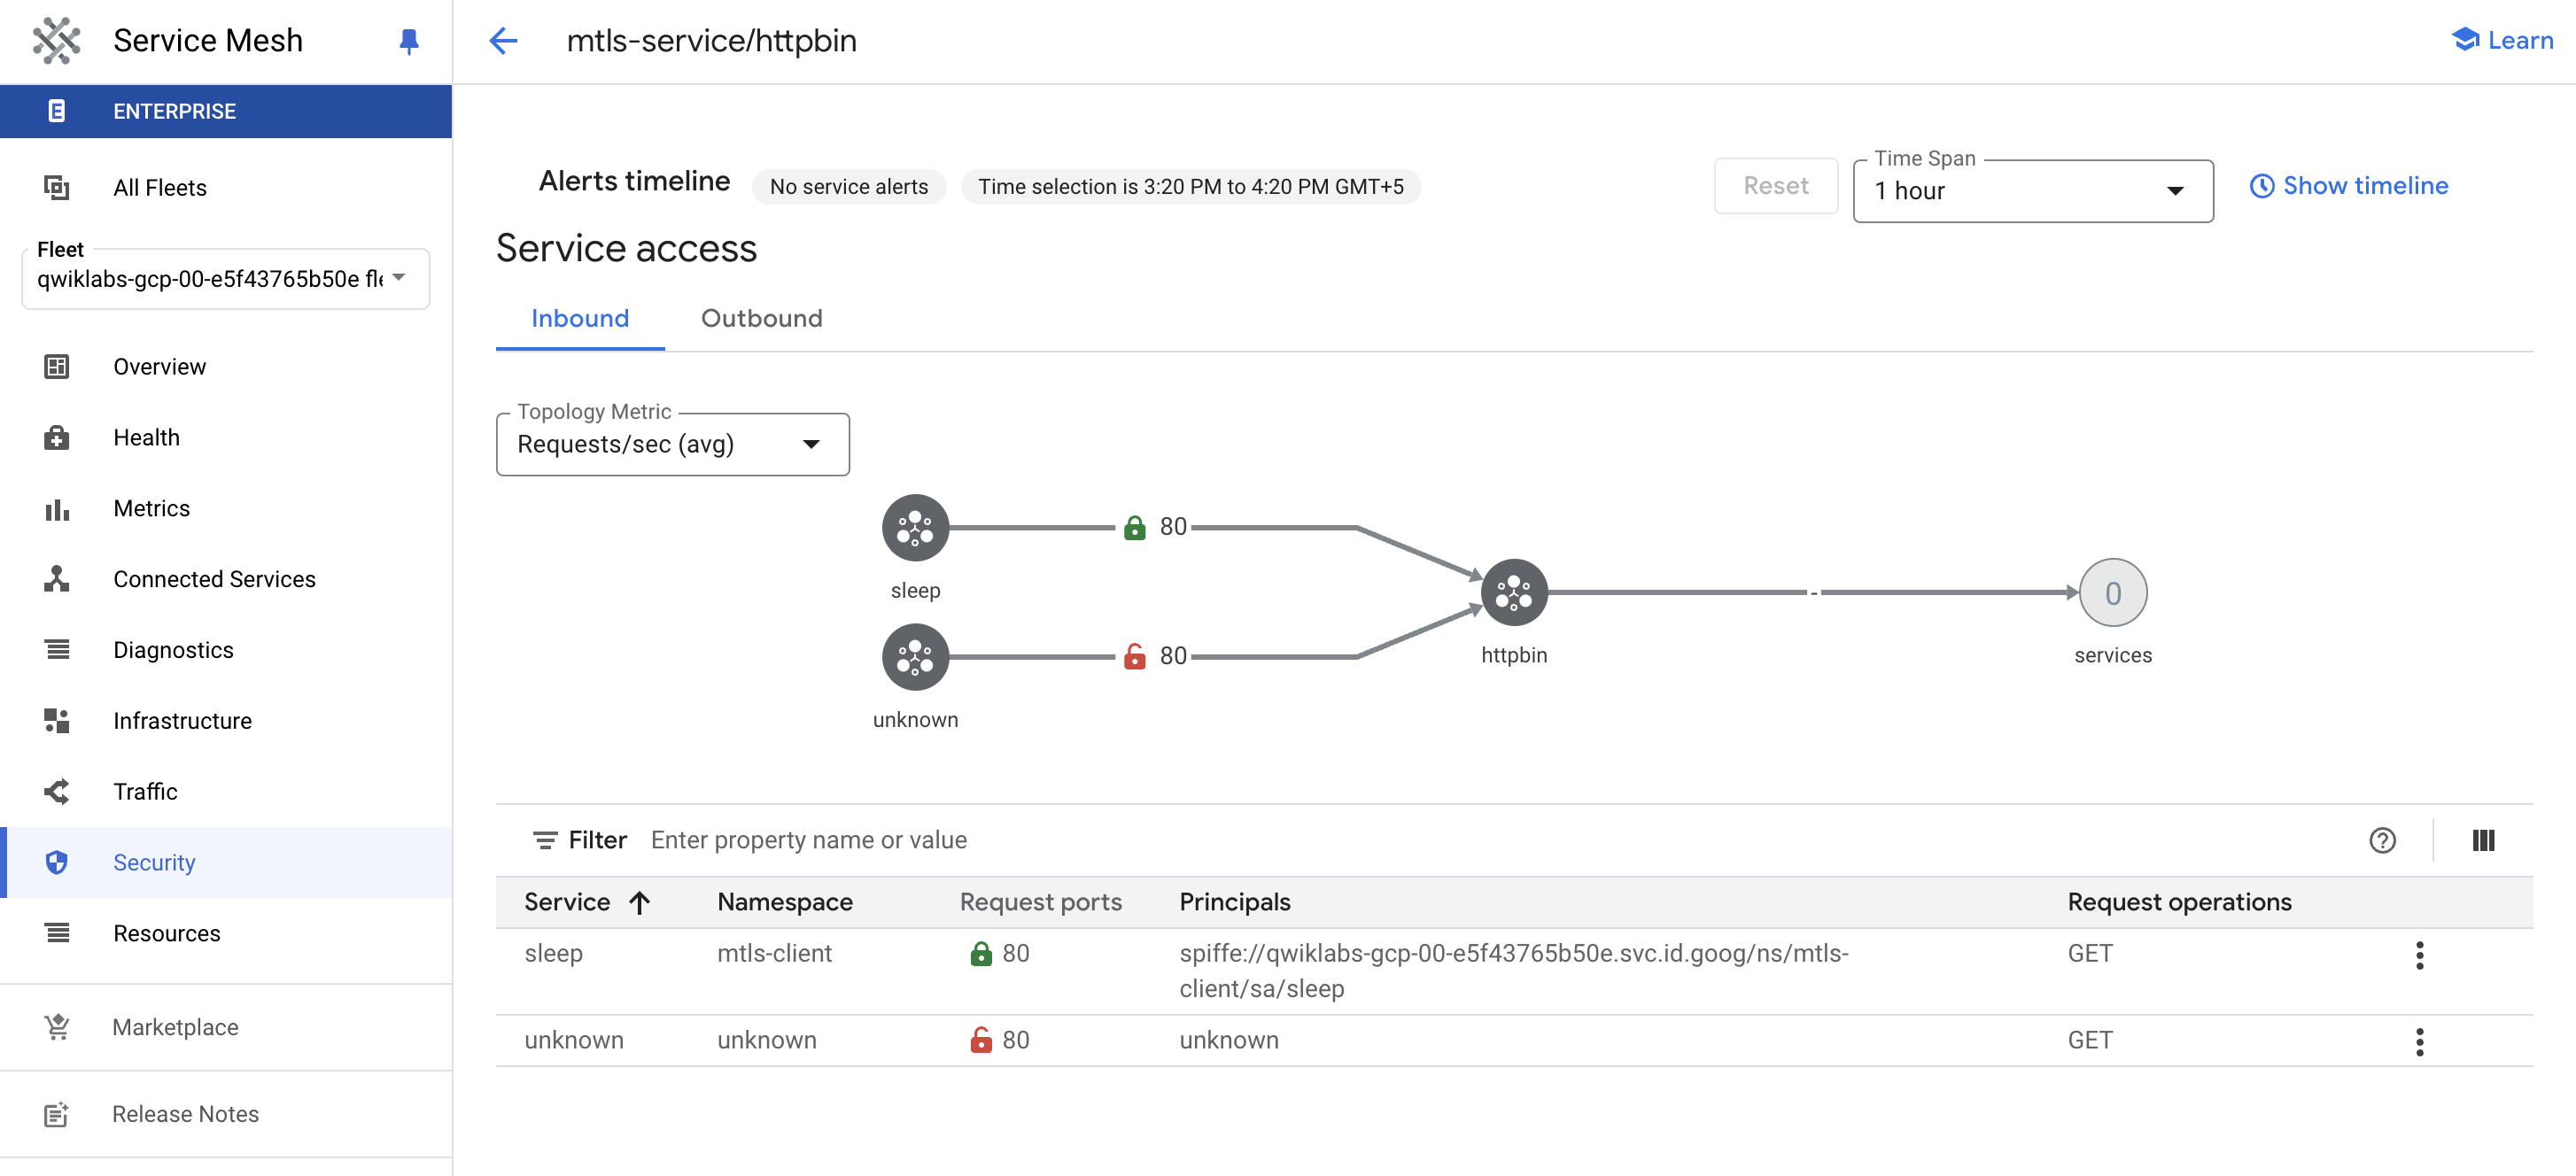 Service Mesh
mtls-service/httpbin
Learn
ENTERPRISE
All Fleets
Fleet
qwiklabs-gcp-00-e5f43765b50e fle
Overview
Health
Metrics
Connected Services
Diagnostics
Infrastructure
Traffic
Security
Resources
Marketplace
Release Notes
Alerts timeline No service alerts Time selection is 3:20 PM to 4:20 PM GMT+5
Reset
Time Span
1 hour
Show timeline
Service access
Inbound Outbound
Topology Metric
Requests/sec (avg)
80
sleep
80
unknown
httpbin
-
0
services
Filter Enter property name or value
Service Namespace Request ports Principals Request operations
sleep mtls-client 80 spiffe://qwiklabs-gcp-00-e5f43765b50e.svc.id.goog/ns/mtls- GET
client/sa/sleep
unknown unknown 80 unknown GET